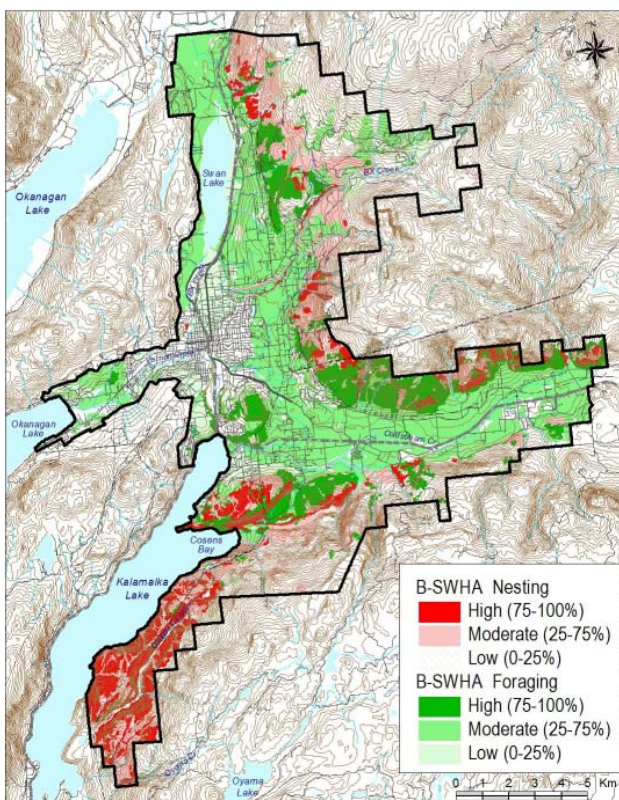 Swan
Lake
BX Creek
Okanagan
Lake
Okanagan
Lake
Coldstream Cr
Cosens
Bay
Kalamalka
Lake
Oyama
Lake
B-SWHA Nesting
High (75-100%)
Moderate (25-75%)
Low (0-25%)
B-SWHA Foraging
High (75-100%)
Moderate (25-75%)
Low (0-25%)
0 1 2 3 4 5 Km